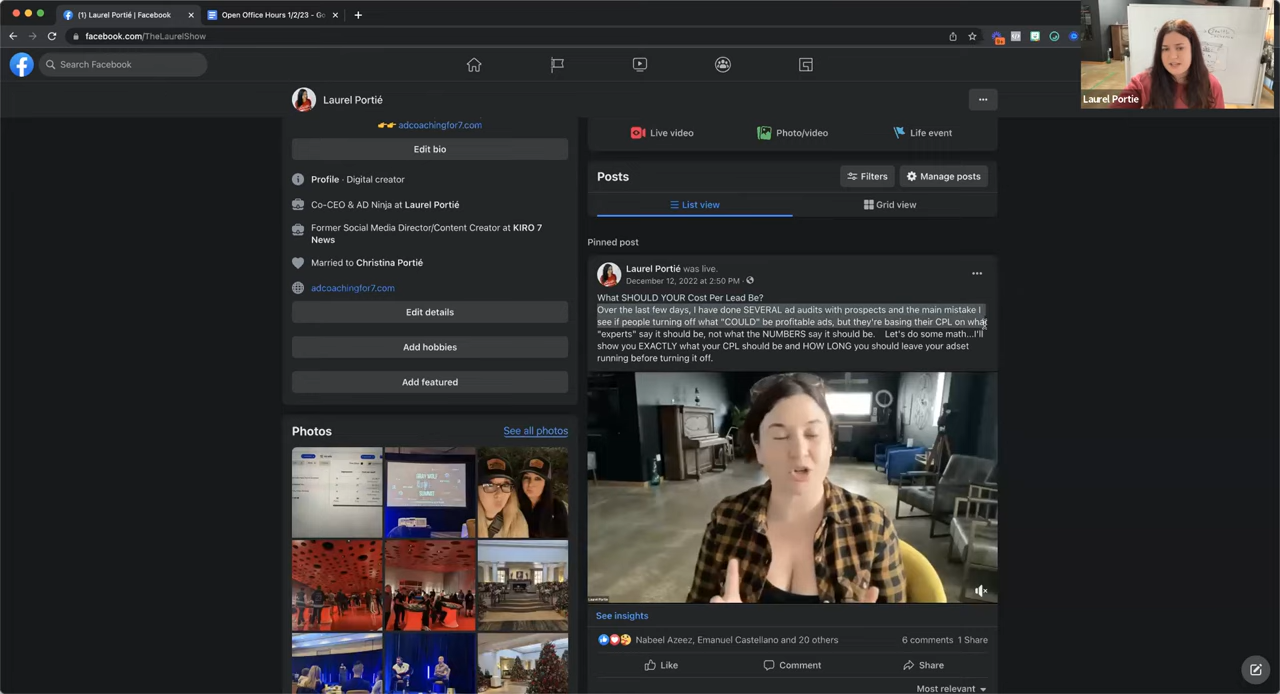 (1) Laurel Portié | Facebook
Open Office Hours 1/2/23 - Go
facebook.com/TheLaurelShow
Search Facebook
Laurel Portié
Laurel Portie
adcoachingfor7.com
Edit bio
Profile · Digital creator
Co-CEO & AD Ninja at Laurel Portié
Former Social Media Director/Content Creator at KIRO 7
News
Married to Christina Portié
adcoachingfor7.com
Edit details
Add hobbies
Add featured
Photos
See all photos
Live video
Photo/video
Life event
Posts
Filters
Manage posts
List view
Grid view
Pinned post
Laurel Portié was live.
December 12, 2022 at 2:50 PM ·
What SHOULD YOUR Cost Per Lead Be?
Over the last few days, I have done SEVERAL ad audits with prospects and the main mistake I
see if people turning off what "COULD" be profitable ads, but they're basing their CPL on what
"experts" say it should be, not what the NUMBERS say it should be. Let's do some math...I'll
show you EXACTLY what your CPL should be and HOW LONG you should leave your adset
running before turning it off.
Laurel Portie
See insights
Nabeel Azeez, Emanuel Castellano and 20 others
6 comments 1 Share
Like
Comment
Share
Most relevant